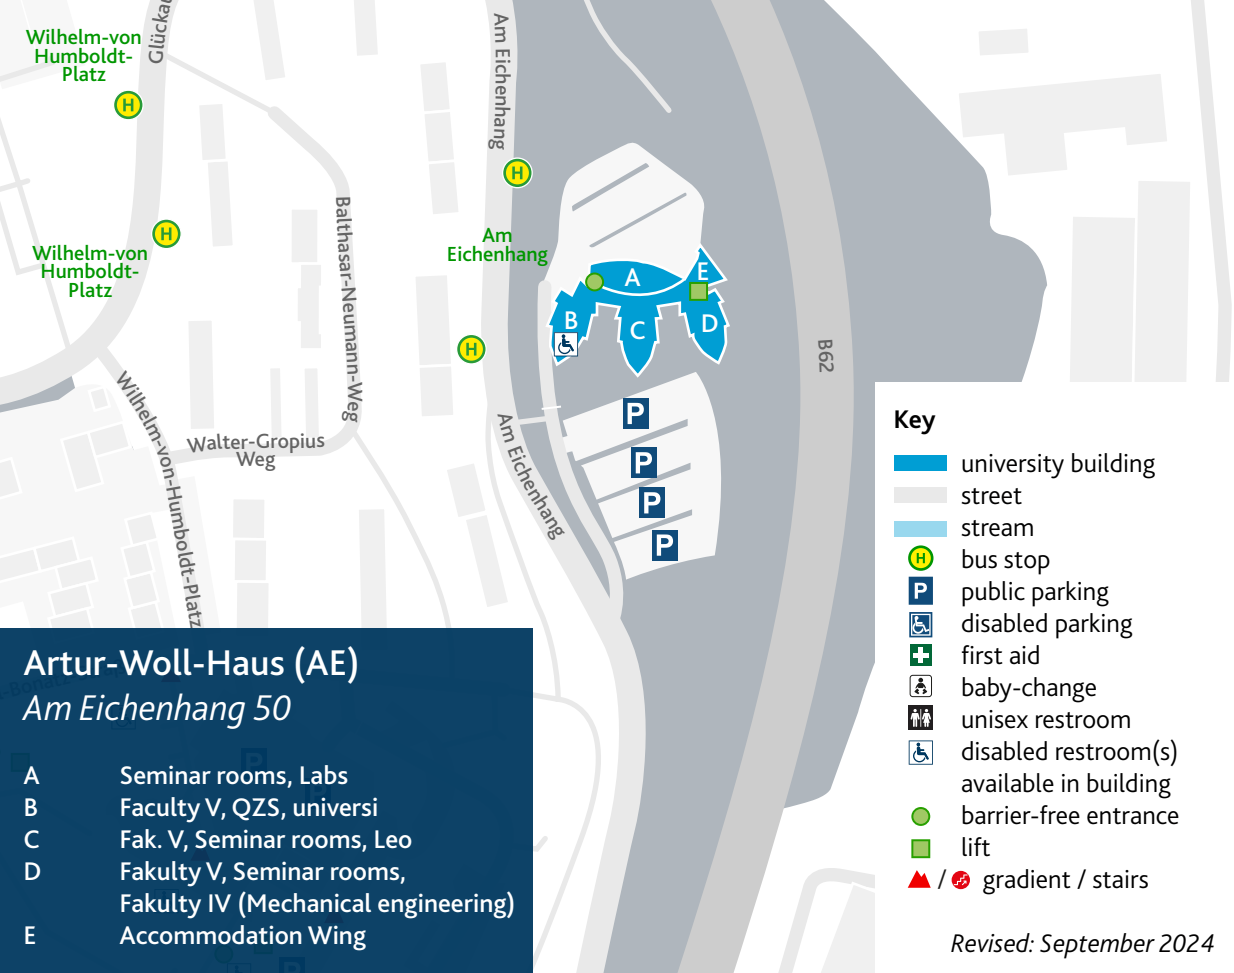 Wilhelm-von
Humboldt-
Platz
H
Am Eichenhang
H
H
Wilhelm-von
Humboldt-
Platz
Am
Eichenhang
Balthasar-Neumann-Weg
A
E
B
C
D
H
B62
Wilhelm-von-Humboldt-Platz
Walter-Gropius
Weg
Am Eichenhang
P
P
P
P
Artur-Woll-Haus (AE)
Am Eichenhang 50
A Seminar rooms, Labs
B Faculty V, QZS, universi
C Fak. V, Seminar rooms, Leo
D Fakulty V, Seminar rooms,
Fakulty IV (Mechanical engineering)
E Accommodation Wing
Key
university building
street
stream
H bus stop
P public parking
disabled parking
first aid
baby-change
unisex restroom
disabled restroom(s)
available in building
barrier-free entrance
lift
/ gradient / stairs
Revised: September 2024